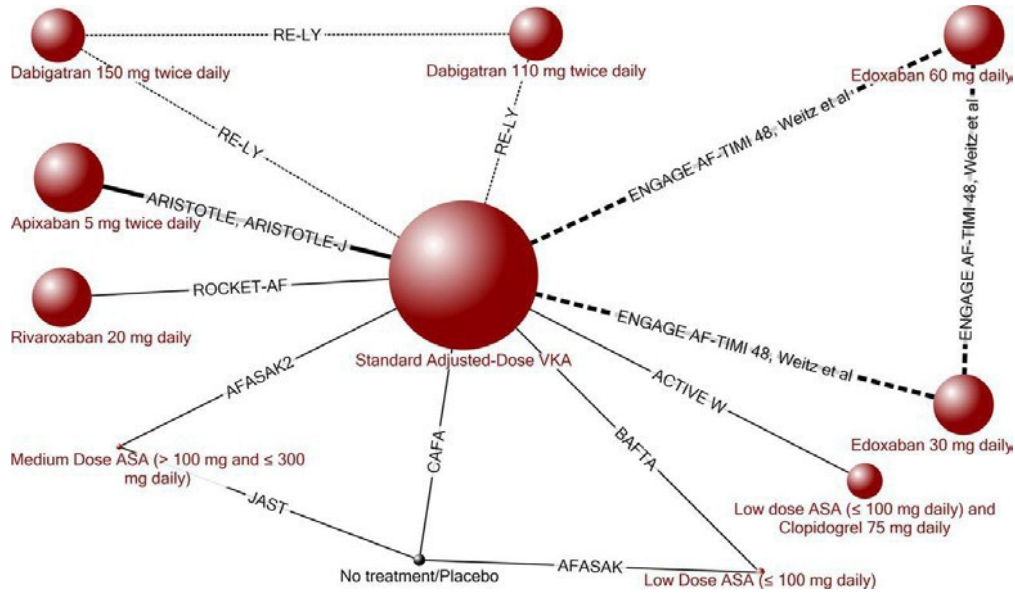 RE-LY
Dabigatran 150 mg twice daily
Dabigatran 110 mg twice daily
Edoxaban 60 mg daily
RE-LY
RE-LY
ENGAGE AF-TIMI 48, Weitz et al
ENGAGE AF-TIMI 48, Weitz et al
ARISTOTLE, ARISTOTLE-J
Apixaban 5 mg twice daily
ROCKET-AF
Rivaroxaban 20 mg daily
Standard Adjusted-Dose VKA
ENGAGE AF-TIMI 48, Weitz et al
AFASAK2
ACTIVE W
CAFA
BAFTA
Edoxaban 30 mg daily
Medium Dose ASA (> 100 mg and ≤ 300
mg daily)
JAST
Low dose ASA (≤ 100 mg daily) and
Clopidogrel 75 mg daily
AFASAK
No treatment/Placebo
Low Dose ASA (≤ 100 mg daily)